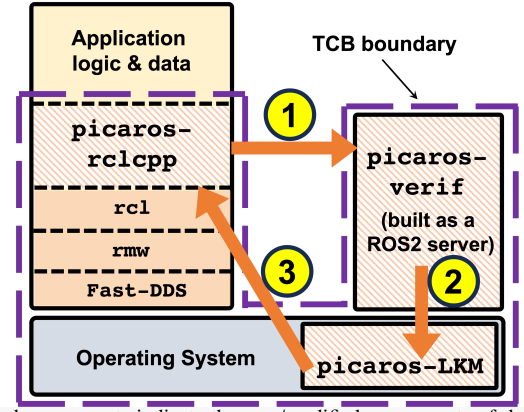 Application
logic & data
TCB boundary
picaros-
rclcpp
1
picaros-
verif
(built as a
ROS2 server)
rcl
rmw
Fast-DDS
3
2
Operating System
picaros-LKM